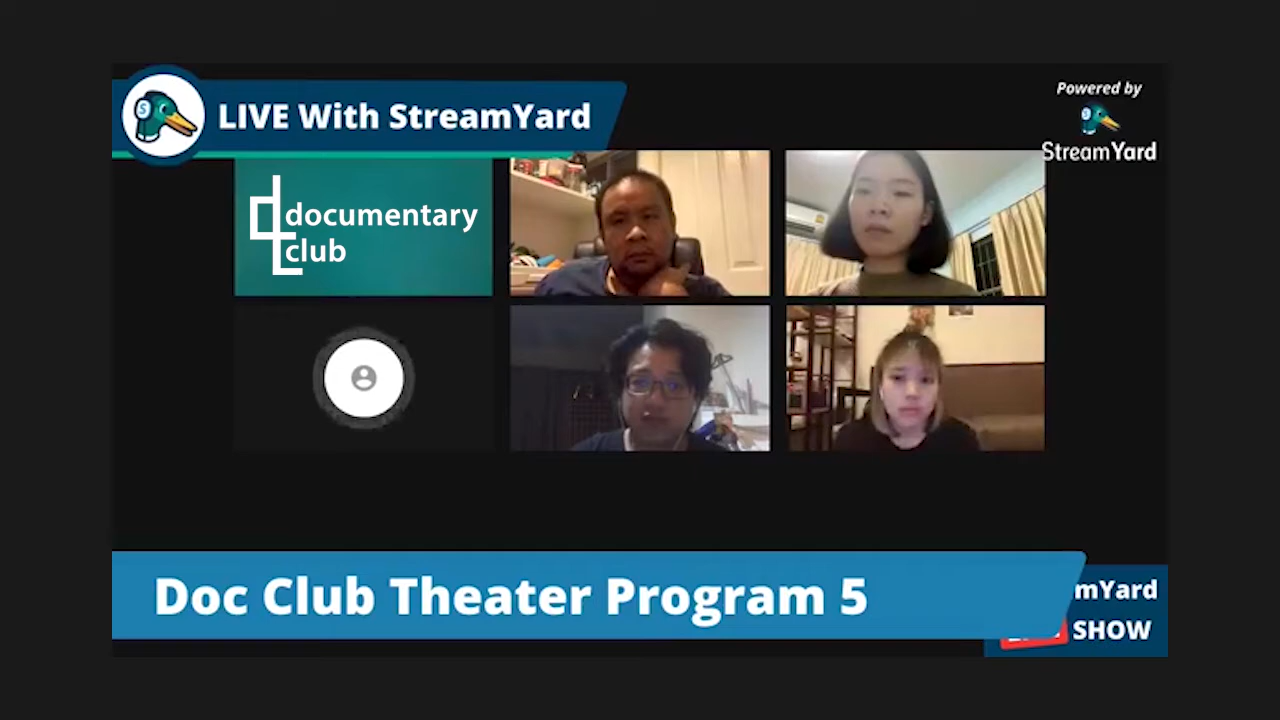 LIVE With StreamYard
Powered by
StreamYard
documentary
club
Doc Club Theater Program 5
mYard
SHOW